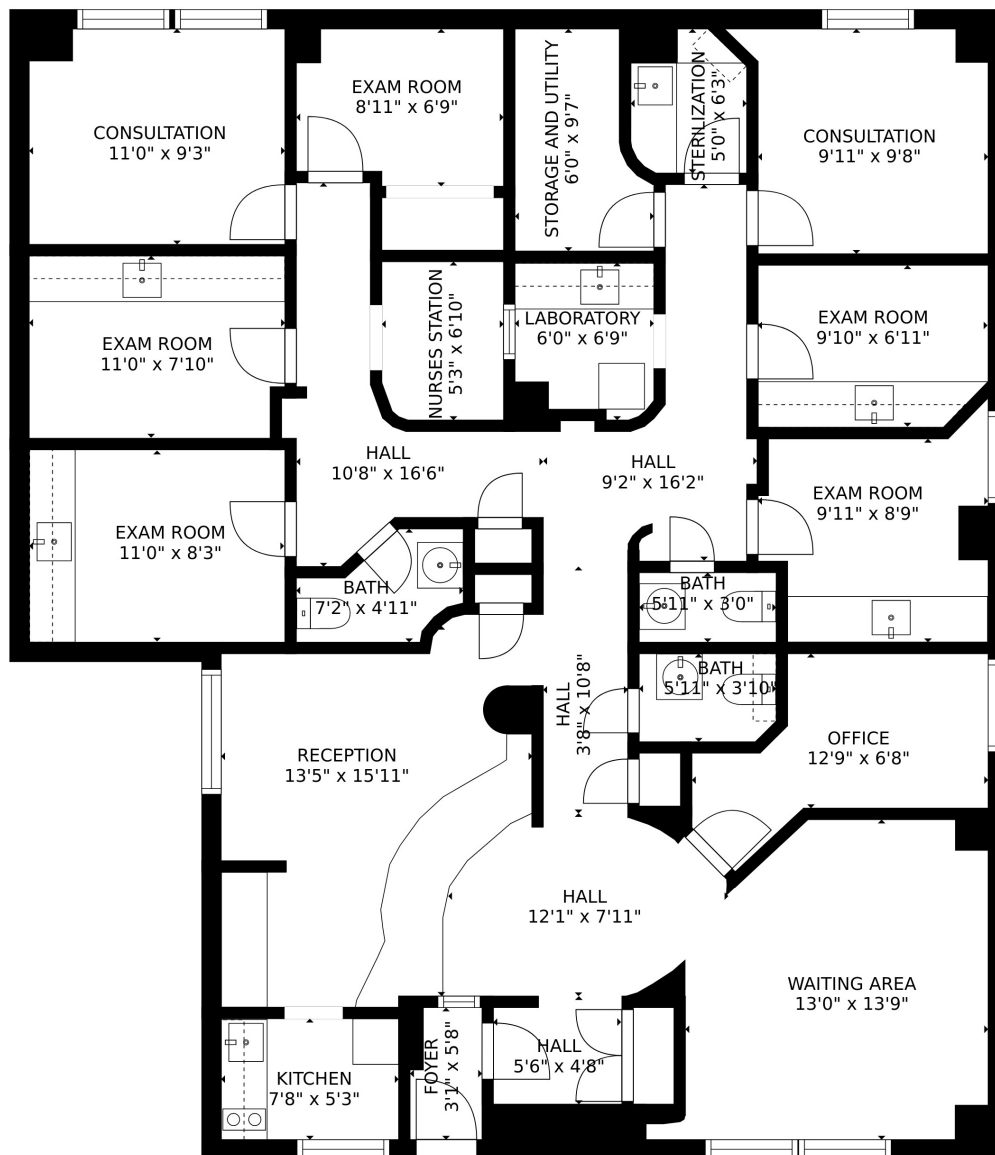 EXAM ROOM
8'11" x 6'9"
STORAGE AND UTILITY
6'0" x 9'7"
STERILIZATION
5'0" x 6'3"
CONSULTATION
11'0" x 9'3"
CONSULTATION
9'11" x 9'8"
EXAM ROOM
11'0" x 7'10"
NURSES STATION
5'3" x 6'10"
LABORATORY
6'0" x 6'9"
EXAM ROOM
9'10" x 6'11"
HALL
10'8" x 16'6"
HALL
9'2" x 16'2"
EXAM ROOM
9'11" x 8'9"
EXAM ROOM
11'0" x 8'3"
BATH
7'2" x 4'11"
BATH
5'11" x 3'0"
HALL
3'8" x 10'8"
BATH
5'11" x 3'10"
RECEPTION
13'5" x 15'11"
OFFICE
12'9" x 6'8"
HALL
12'1" x 7'11"
WAITING AREA
13'0" x 13'9"
KITCHEN
7'8" x 5'3"
FOYER
3'1" x 5'8"
HALL
5'6" x 4'8"